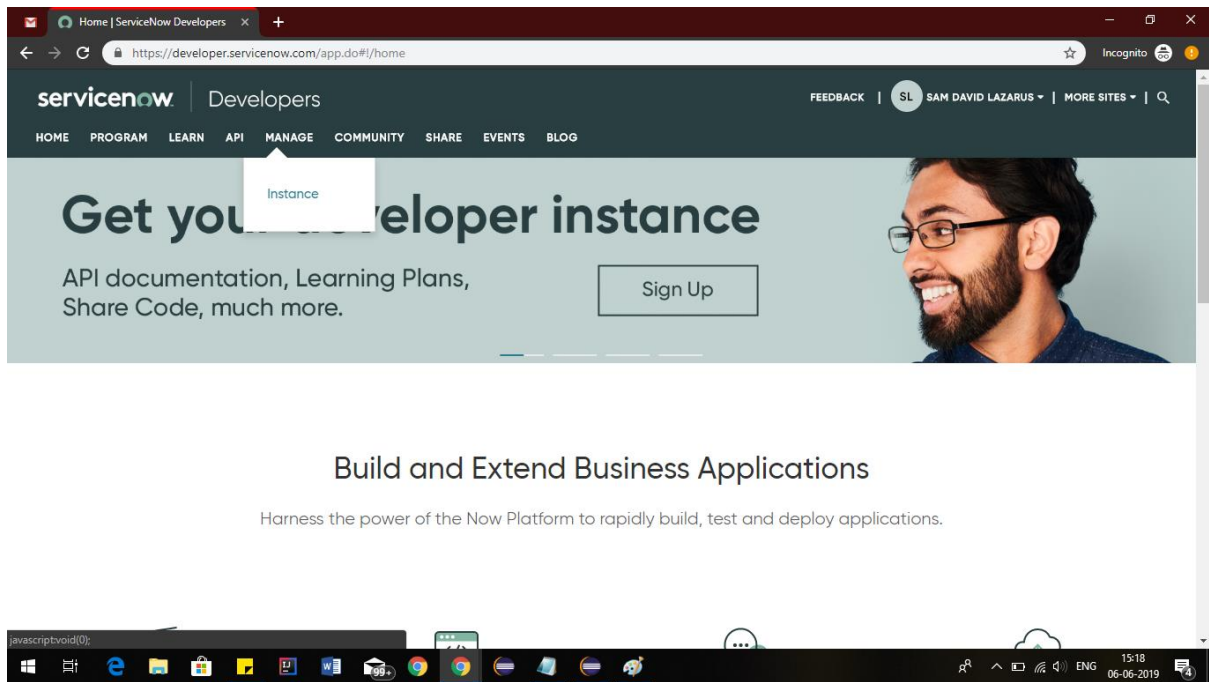 Home | ServiceNow Developers
https://developer.servicenow.com/app.do#!/home
Incognito
servicenow Developers
FEEDBACK | SL SAM DAVID LAZARUS | MORE SITES |
HOME PROGRAM LEARN API MANAGE COMMUNITY SHARE EVENTS BLOG
Instance
Get you eloper instance
API documentation, Learning Plans,
Share Code, much more.
Sign Up
Build and Extend Business Applications
Harness the power of the Now Platform to rapidly build, test and deploy applications.
javascript:void(0);
99+
ENG
15:18
06-06-2019
4